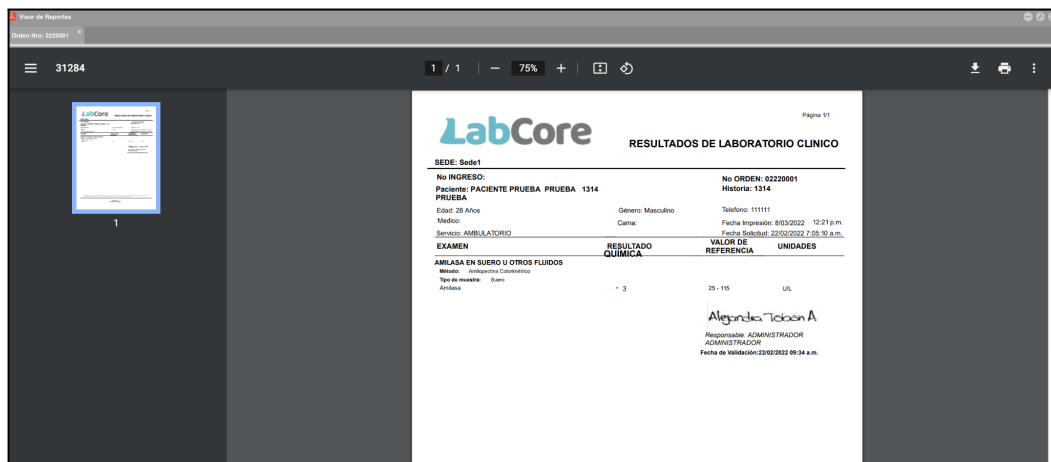 Visor de Reportes
Orden Nro: 2220001 ×
31284
1 / 1 | − 75% + |
1
LabCore
Página 1/1
RESULTADOS DE LABORATORIO CLINICO
SEDE: Sede1
No INGRESO:
No ORDEN: 02220001
Paciente: PACIENTE PRUEBA PRUEBA 1314
PRUEBA
Historia: 1314
Edad: 28 Años Género: Masculino Telefono: 111111
Medico: Cama: Fecha Impresión: 8/03/2022 12:21 p.m.
Servicio: AMBULATORIO Fecha Solicitud: 22/02/2022 7:05:10 a.m.
EXAMEN RESULTADO VALOR DE REFERENCIA UNIDADES
QUÍMICA
AMILASA EN SUERO U OTROS FLUIDOS
Método: Amilopectina Colorimétrico
Tipo de muestra: Suero
Amilasa * 3 25 - 115 U/L
Alejandra Tobón A.
Responsable: ADMINISTRADOR
ADMINISTRADOR
Fecha de Validación:22/02/2022 09:34 a.m.